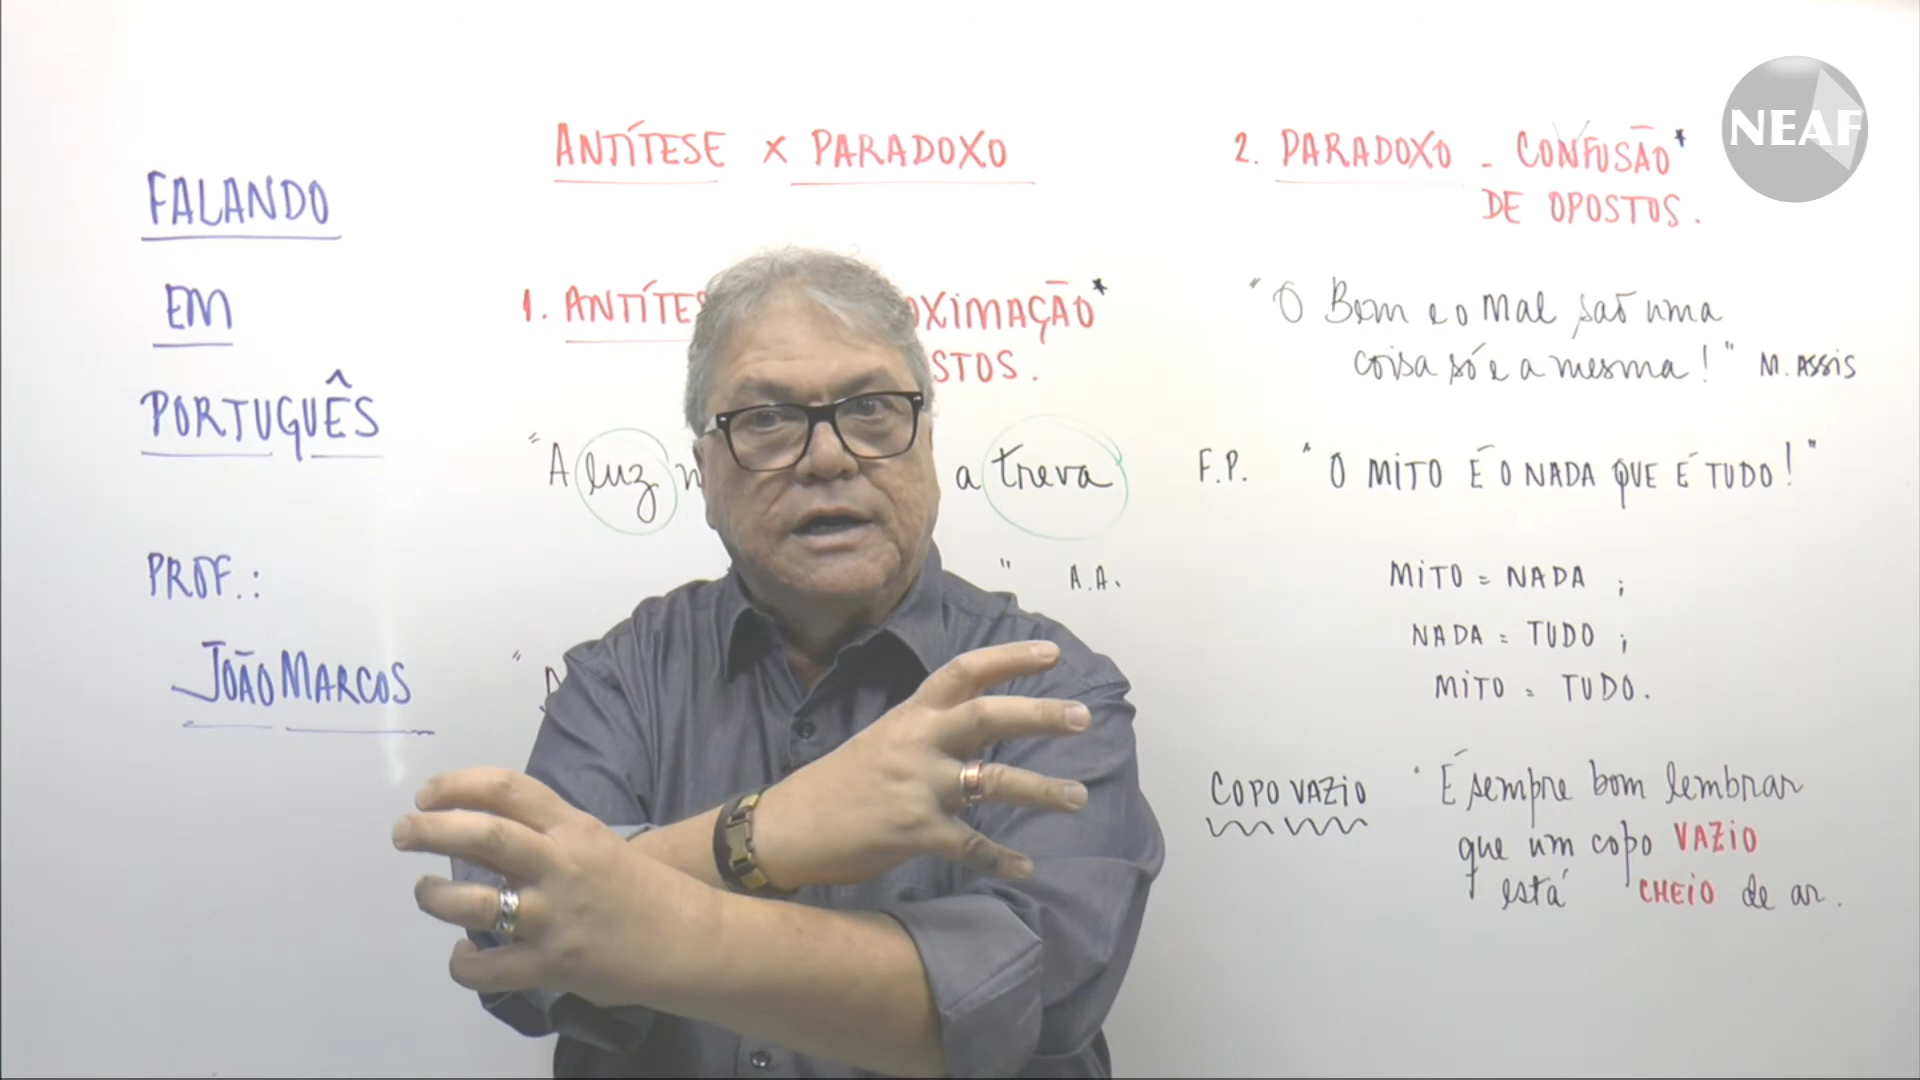 FALANDO
EM
PORTUGUÊS
PROF.:
JOÃO MARCOS
ANTÍTESE X PARADOXO
1. ANTÍTES OXIMAÇÃO*
STOS.
"A luz n a treva
" A.A.
"
2. PARADOXO - CONFUSÃO*
DE OPOSTOS.
"O Bem e o Mal são uma
coisa só e a mesma!" M. ASSIS
F.P. "O MITO É O NADA QUE É TUDO!"
MITO = NADA ;
NADA = TUDO ;
MITO = TUDO.
COPO VAZIO "É sempre bom lembrar
que um copo VAZIO
está CHEIO de ar.
NEAF